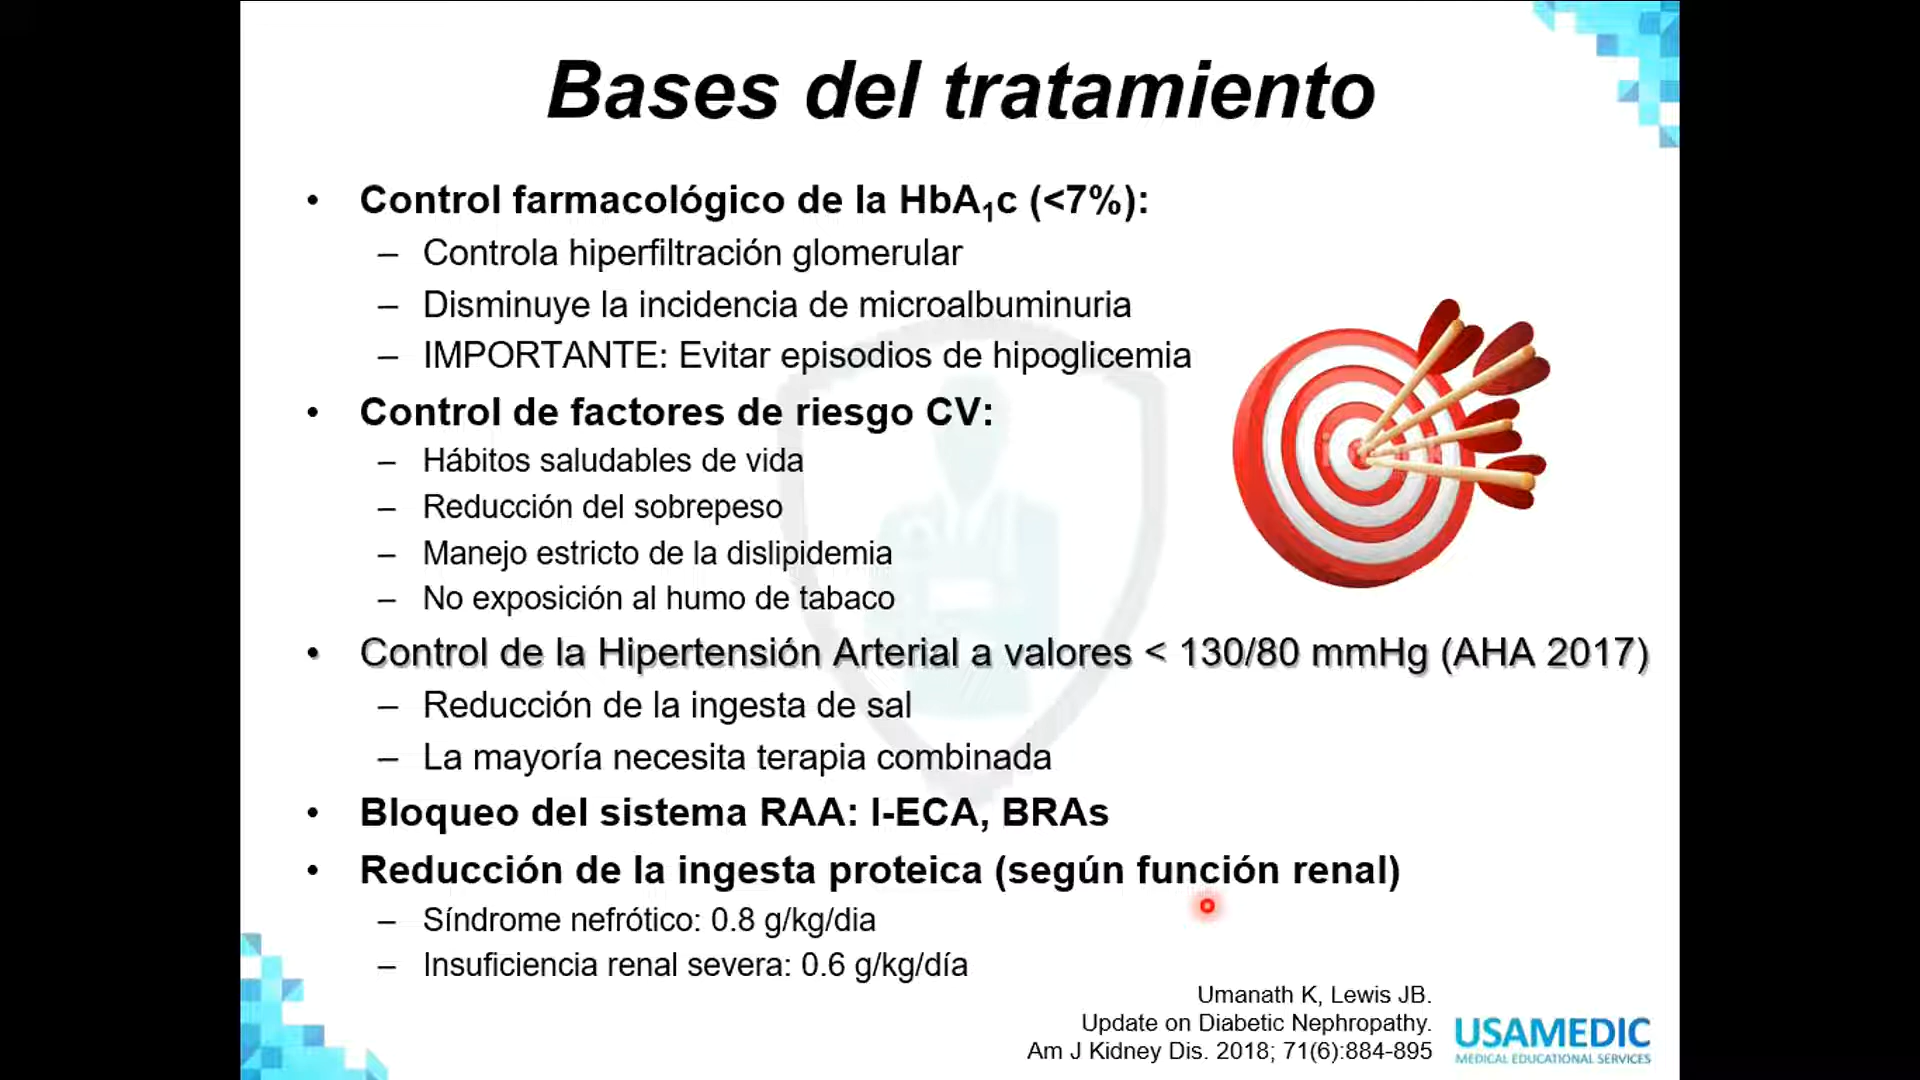 Bases del tratamiento
• Control farmacológico de la HbA1c (<7%):
– Controla hiperfiltración glomerular
– Disminuye la incidencia de microalbuminuria
– IMPORTANTE: Evitar episodios de hipoglicemia
• Control de factores de riesgo CV:
– Hábitos saludables de vida
– Reducción del sobrepeso
– Manejo estricto de la dislipidemia
– No exposición al humo de tabaco
• Control de la Hipertensión Arterial a valores < 130/80 mmHg (AHA 2017)
– Reducción de la ingesta de sal
– La mayoría necesita terapia combinada
• Bloqueo del sistema RAA: I-ECA, BRAs
• Reducción de la ingesta proteica (según función renal)
– Síndrome nefrótico: 0.8 g/kg/dia
– Insuficiencia renal severa: 0.6 g/kg/día
Umanath K, Lewis JB.
Update on Diabetic Nephropathy.
Am J Kidney Dis. 2018; 71(6):884-895
USAMEDIC
MEDICAL EDUCATIONAL SERVICES